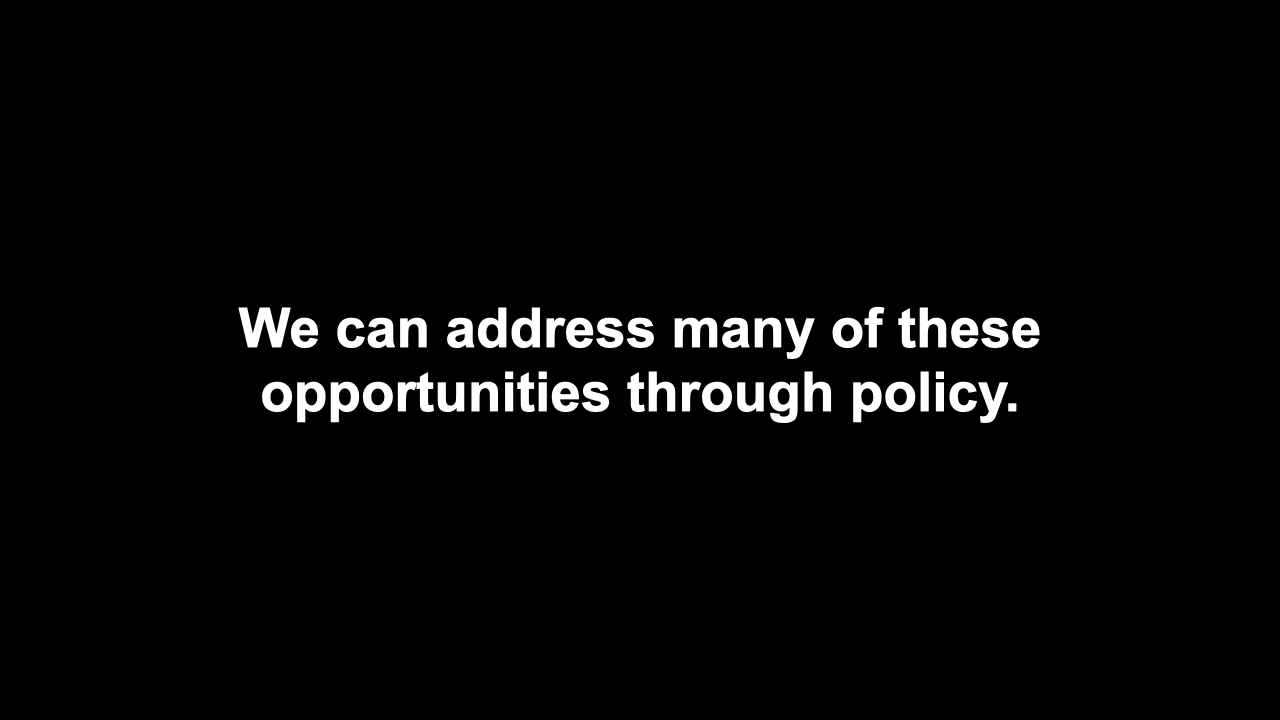 We can address many of these
opportunities through policy.